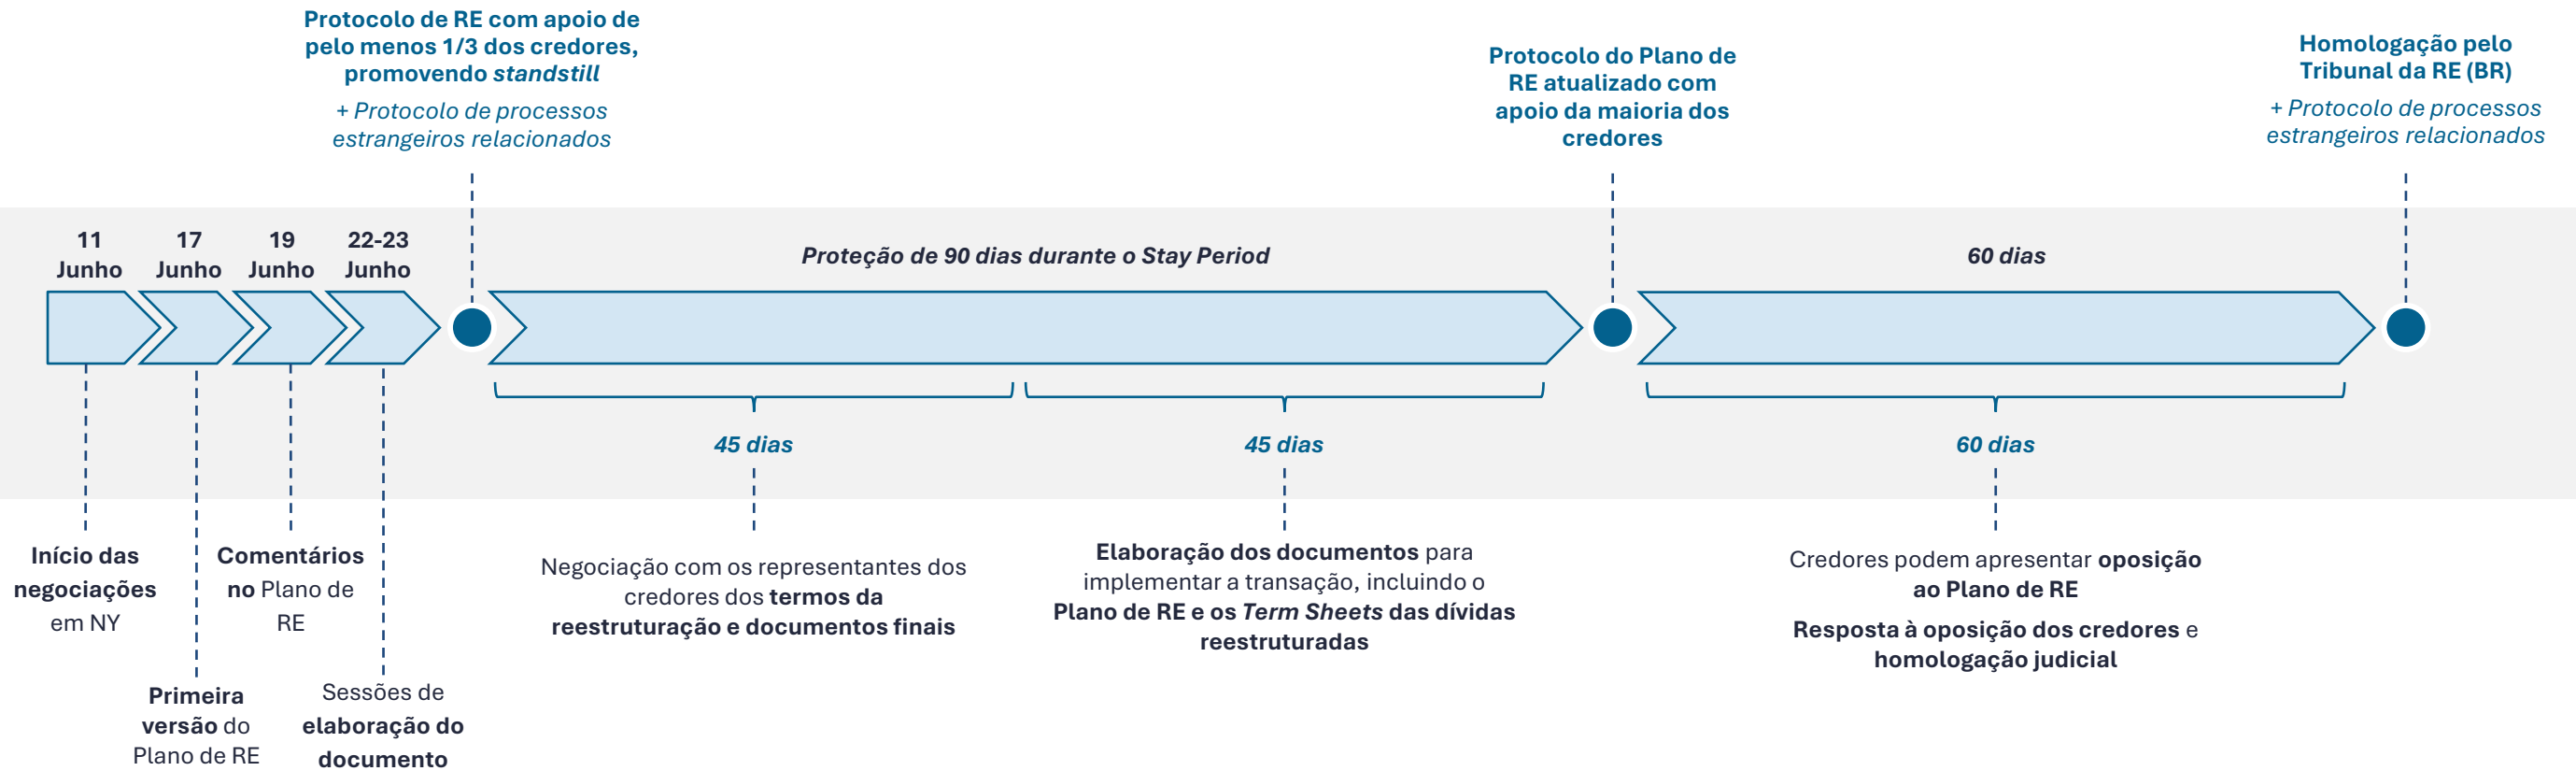 Protocolo de RE com apoio de
pelo menos 1/3 dos credores,
promovendo standstill
+ Protocolo de processos
estrangeiros relacionados
Protocolo do Plano de
RE atualizado com
apoio da maioria dos
credores
Homologação pelo
Tribunal da RE (BR)
+ Protocolo de processos
estrangeiros relacionados
11
Junho
17
Junho
19
Junho
22-23
Junho
Proteção de 90 dias durante o Stay Period
60 dias
45 dias
45 dias
60 dias
Início das
negociações
em NY
Primeira
versão do
Plano de RE
Comentários
no Plano de
RE
Sessões de
elaboração do
documento
Negociação com os representantes dos
credores dos termos da
reestruturação e documentos finais
Elaboração dos documentos para
implementar a transação, incluindo o
Plano de RE e os Term Sheets das dívidas
reestruturadas
Credores podem apresentar oposição
ao Plano de RE
Resposta à oposição dos credores e
homologação judicial